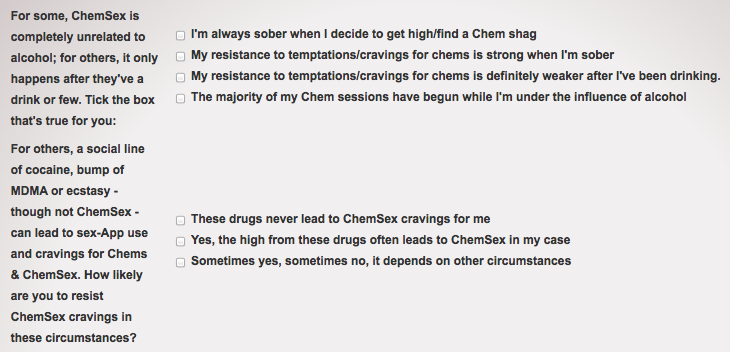 For some, ChemSex is
completely unrelated to
alcohol; for others, it only
happens after they've a
drink or few. Tick the box
that's true for you:
I'm always sober when I decide to get high/find a Chem shag
My resistance to temptations/cravings for chems is strong when I'm sober
My resistance to temptations/cravings for chems is definitely weaker after I've been drinking.
The majority of my Chem sessions have begun while I'm under the influence of alcohol
For others, a social line
of cocaine, bump of
MDMA or ecstasy -
though not ChemSex -
can lead to sex-App use
and cravings for Chems
& ChemSex. How likely
are you to resist
ChemSex cravings in
these circumstances?
These drugs never lead to ChemSex cravings for me
Yes, the high from these drugs often leads to ChemSex in my case
Sometimes yes, sometimes no, it depends on other circumstances